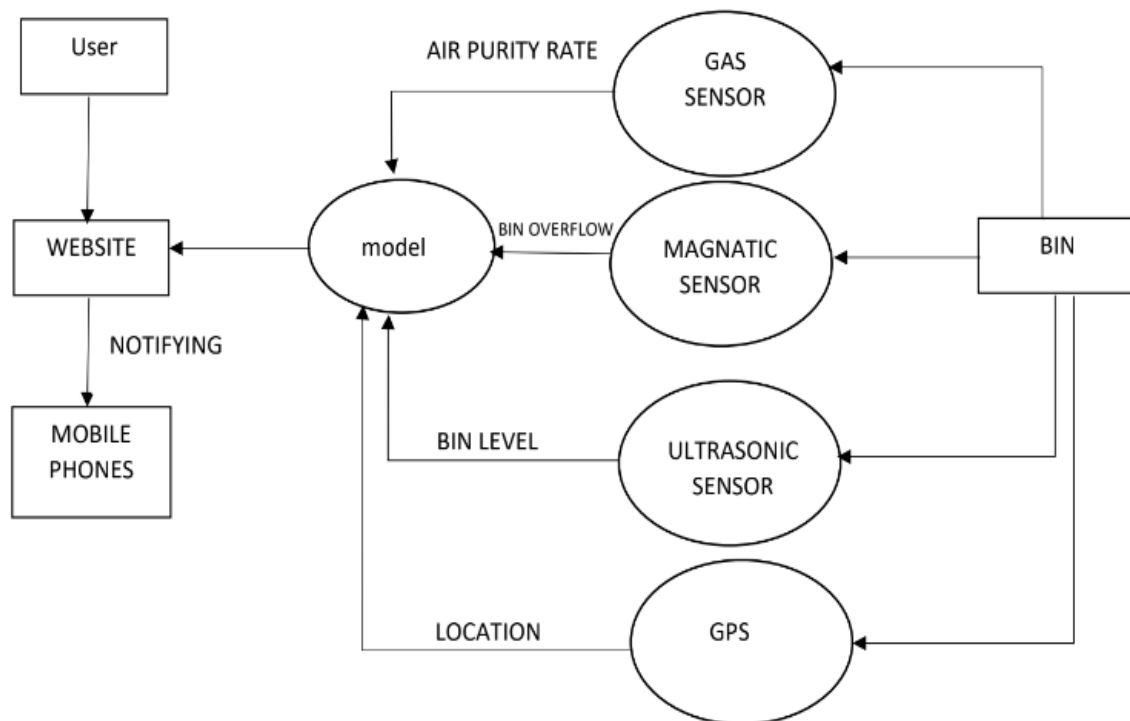 User
AIR PURITY RATE
GAS
SENSOR
WEBSITE
model
BIN OVERFLOW
MAGNATIC
SENSOR
BIN
NOTIFYING
MOBILE
PHONES
BIN LEVEL
ULTRASONIC
SENSOR
LOCATION
GPS